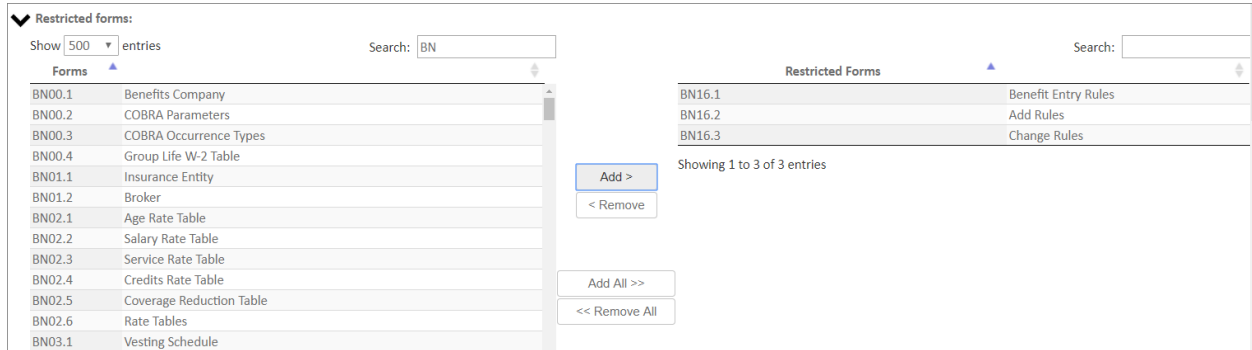 Restricted forms:
Show 500 entries Search: BN
Forms
BN00.1 Benefits Company
BN00.2 COBRA Parameters
BN00.3 COBRA Occurrence Types
BN00.4 Group Life W-2 Table
BN01.1 Insurance Entity
BN01.2 Broker
BN02.1 Age Rate Table
BN02.2 Salary Rate Table
BN02.3 Service Rate Table
BN02.4 Credits Rate Table
BN02.5 Coverage Reduction Table
BN02.6 Rate Tables
BN03.1 Vesting Schedule
Add >
< Remove
Add All >>
<< Remove All
Search:
Restricted Forms
BN16.1 Benefit Entry Rules
BN16.2 Add Rules
BN16.3 Change Rules
Showing 1 to 3 of 3 entries